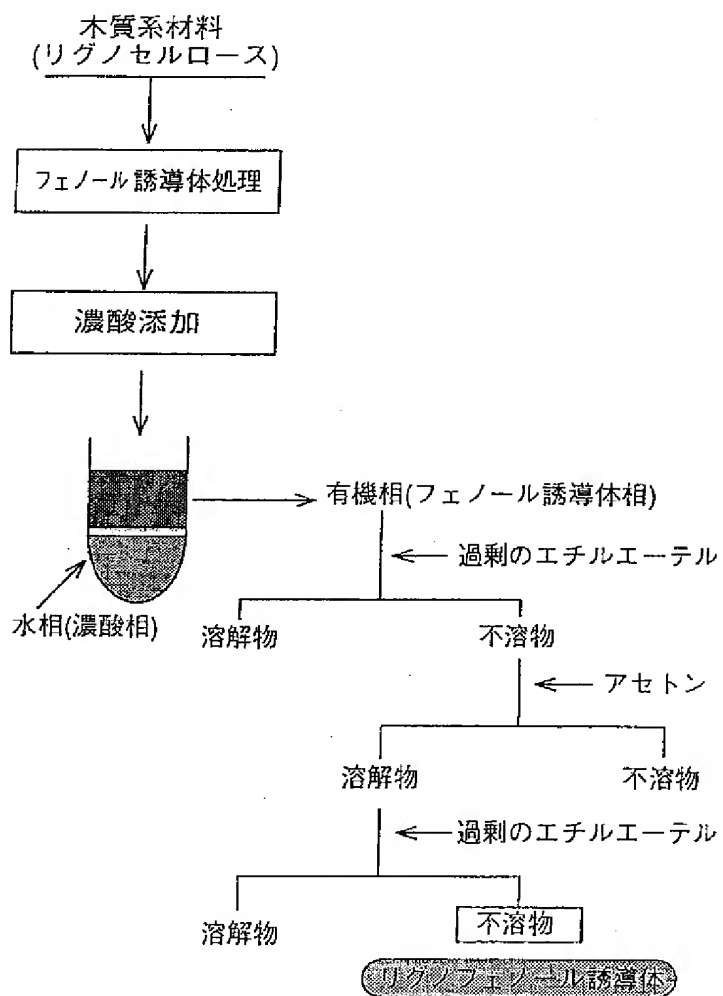 木質系材料
(リグノセルロース)
フェノール誘導体処理
濃酸添加
有機相(フェノール誘導体相)
過剰のエチルエーテル
水相(濃酸相)
溶解物
不溶物
アセトン
溶解物
不溶物
過剰のエチルエーテル
溶解物
不溶物
リグノフェノール誘導体